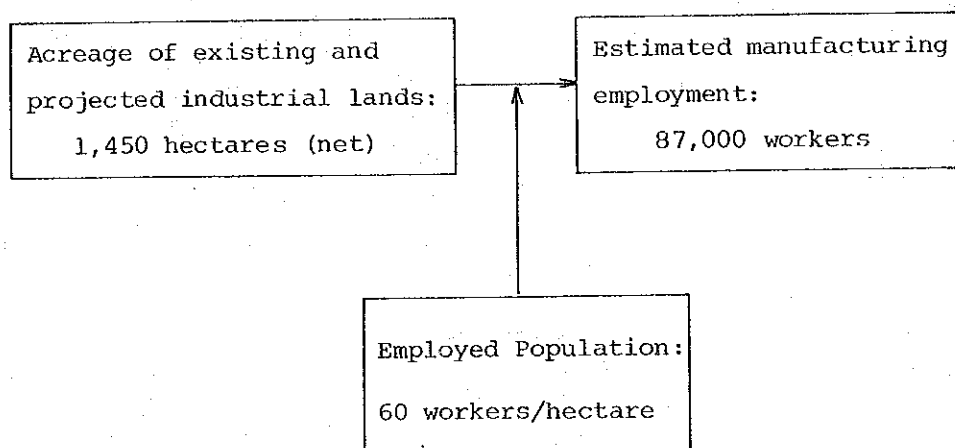 Acreage of existing and
projected industrial lands:
1,450 hectares (net)
Estimated manufacturing
employment:
87,000 workers
Employed Population:
60 workers/hectare